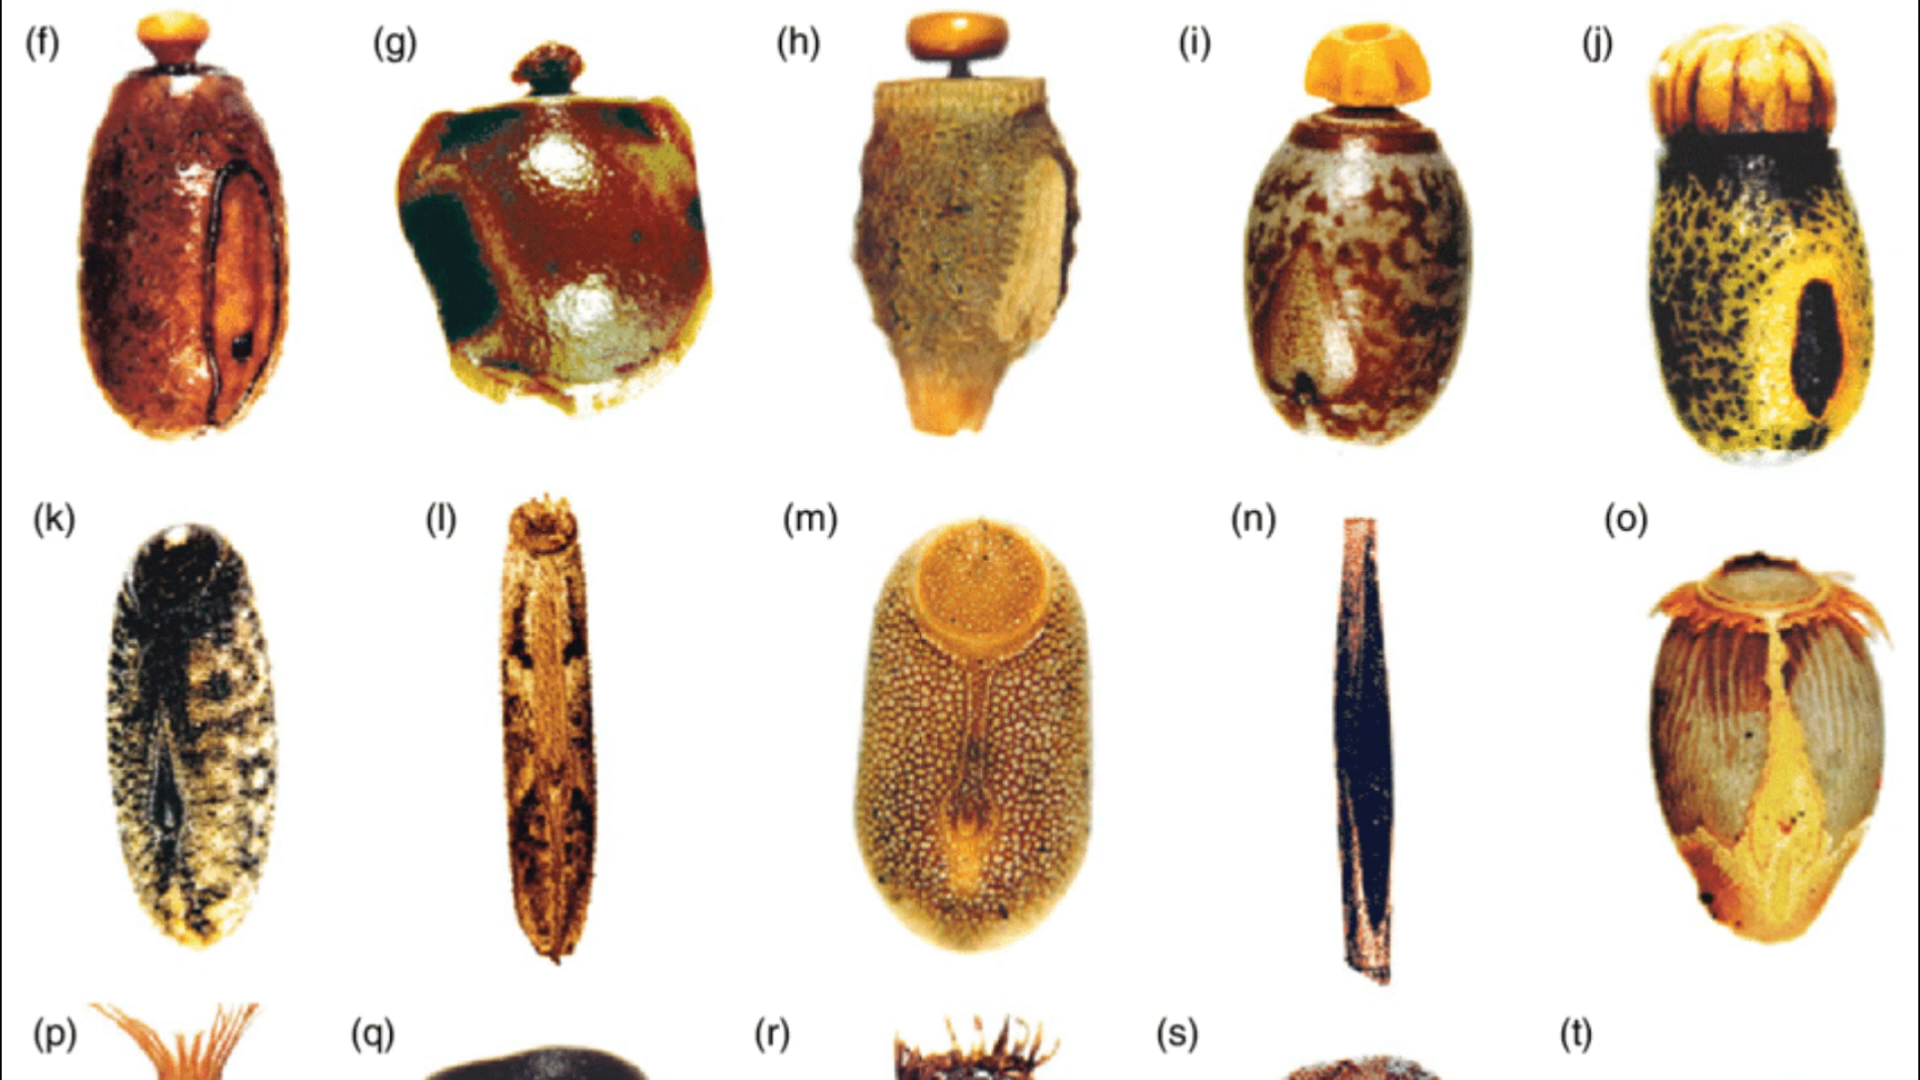 (f) (g) (h) (i) (j)
(k) (l) (m) (n) (o)
(p) (q) (r) (s) (t)